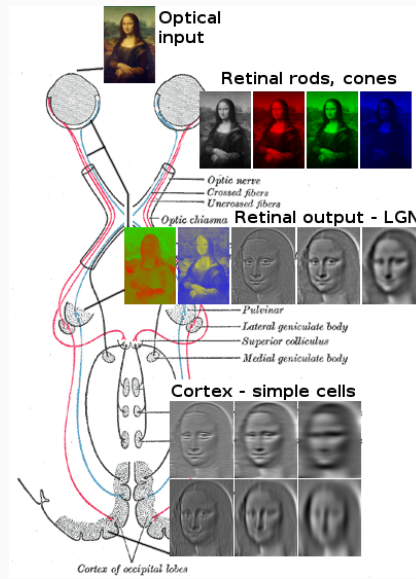 Optical
input
Retinal rods, cones
Optic nerve
Crossed fibers
Uncrossed fibers
Optic chiasma
Retinal output - LGN
Pulvinar
Lateral geniculate body
Superior colliculus
Medial geniculate body
Cortex - simple cells
Cortex of occipital lobes